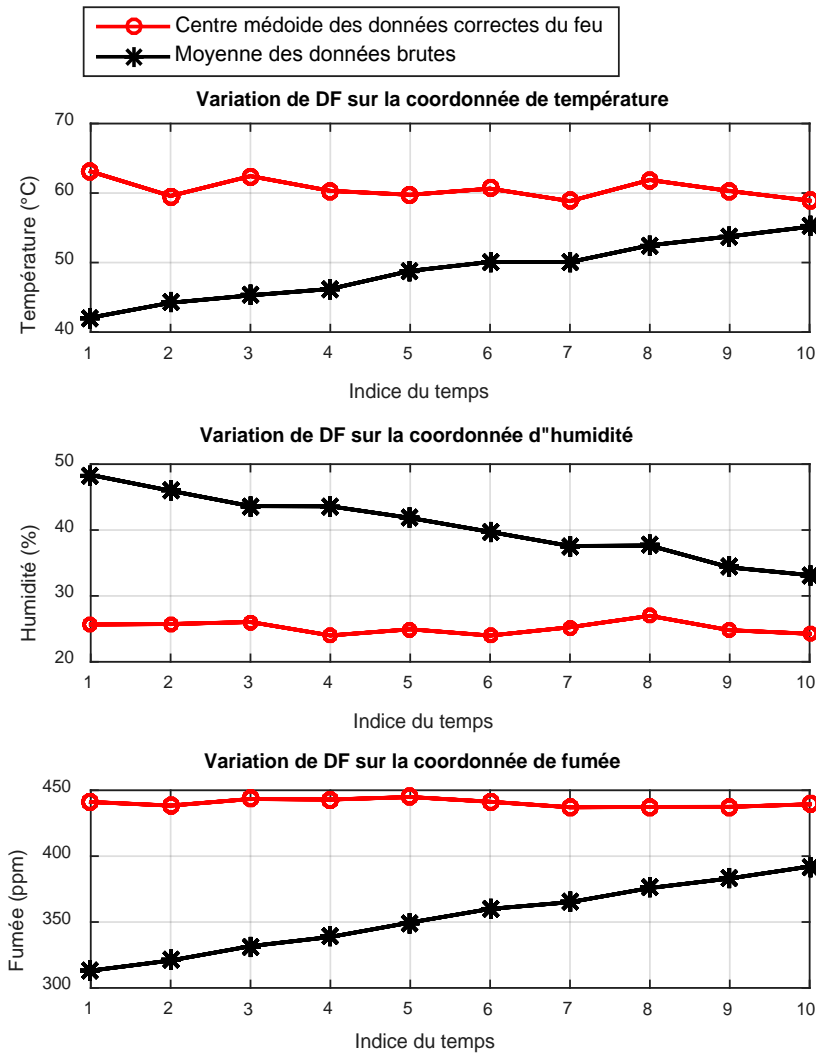 Centre médoide des données correctes du feu
Moyenne des données brutes
Variation de DF sur la coordonnée de température
Température (°C)
70
60
50
40
1 2 3 4 5 6 7 8 9 10
Indice du temps
Variation de DF sur la coordonnée d"humidité
Humidité (%)
50
40
30
20
1 2 3 4 5 6 7 8 9 10
Indice du temps
Variation de DF sur la coordonnée de fumée
Fumée (ppm)
450
400
350
300
1 2 3 4 5 6 7 8 9 10
Indice du temps